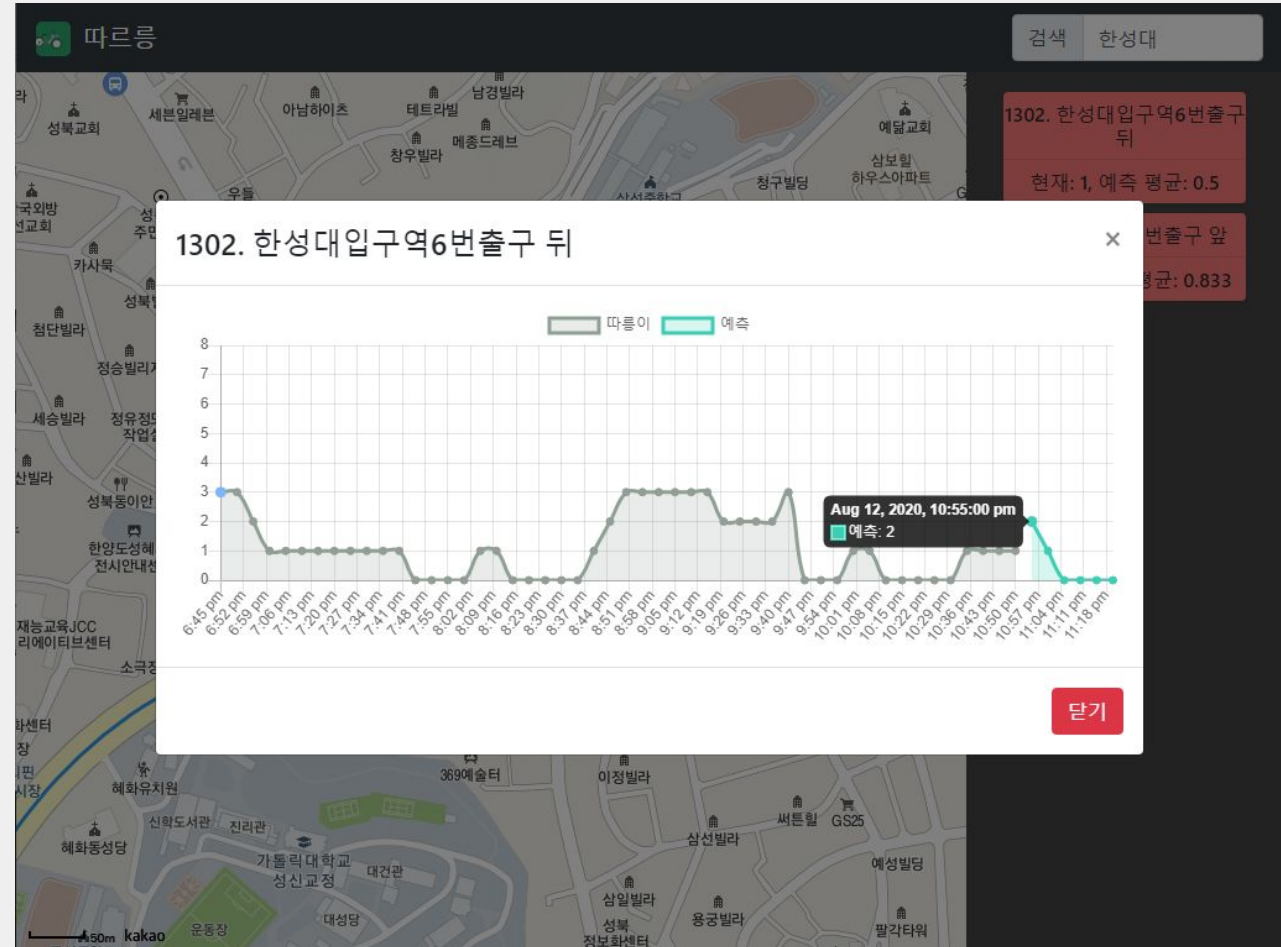 따르릉
검색
한성대
세븐일레븐
아남하이츠
테트라빌
남경빌라
성북교회
메종드레브
창우빌라
예닮교회
삼보힐
하우스아파트
청구빌딩
우들
국외방
선교회
카사묵
첨단빌라
세승빌라
산빌라
성북동이안
재능교육JCC
1302. 한성대입구역6번출구
뒤
현재: 1, 예측 평균: 0.5
번출구 앞
평균: 0.833
1302. 한성대입구역6번출구 뒤
×
따릉이
예측
8
7
6
5
4
3
2
1
0
Aug 12, 2020, 10:55:00 pm
예측: 2
6:45 pm
6:52 pm
6:59 pm
7:06 pm
7:13 pm
7:20 pm
7:27 pm
7:34 pm
7:41 pm
7:48 pm
7:55 pm
8:02 pm
8:09 pm
8:16 pm
8:23 pm
8:30 pm
8:37 pm
8:44 pm
8:51 pm
8:58 pm
9:05 pm
9:12 pm
9:19 pm
9:26 pm
9:33 pm
9:40 pm
9:47 pm
9:54 pm
10:01 pm
10:08 pm
10:15 pm
10:22 pm
10:29 pm
10:36 pm
10:43 pm
10:50 pm
10:57 pm
11:04 pm
11:11 pm
11:18 pm
닫기
369예술터
이정빌라
혜화유치원
신학도서관
진리관
혜화동성당
가톨릭대학교
성신교정
대건관
대성당
운동장
삼선빌라
써튼힐
GS25
예성빌딩
삼일빌라
용궁빌라
성북
정보화센터
팔각타워
50m
kakao